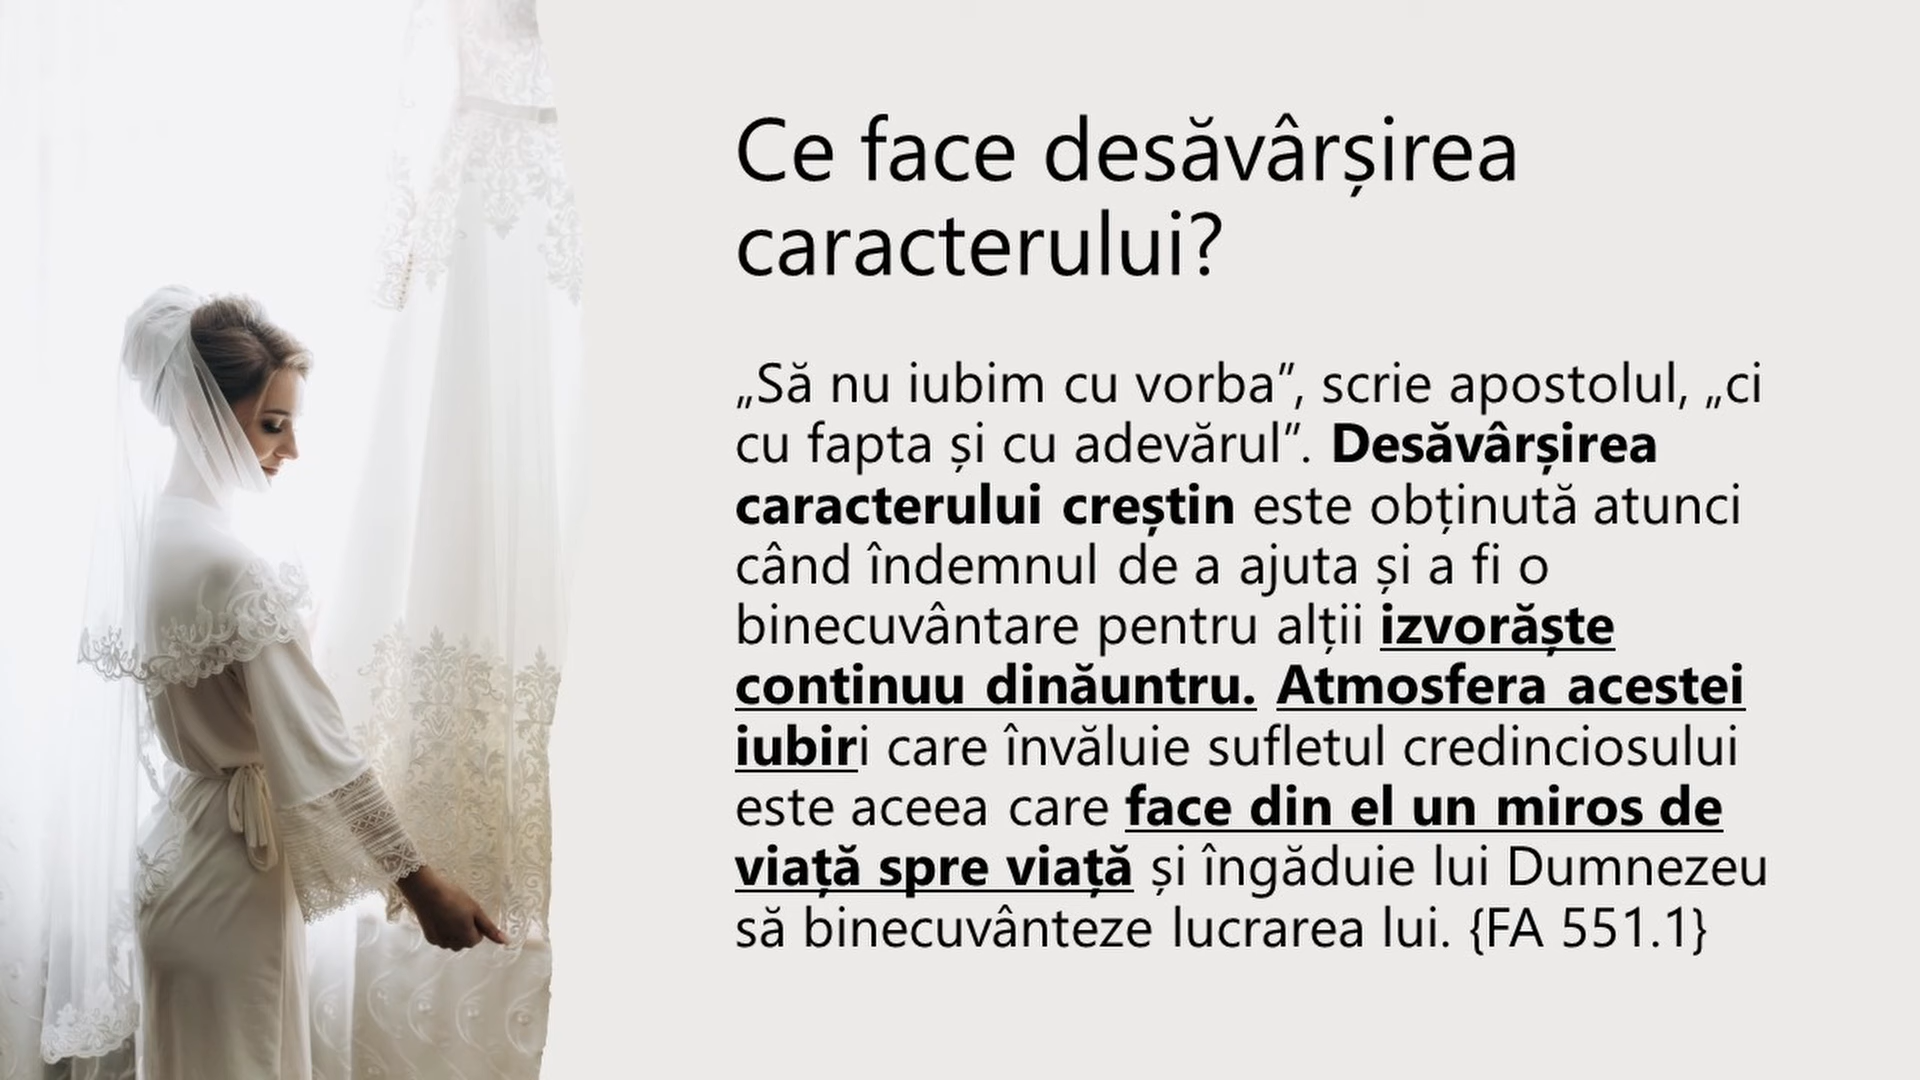 Ce face desăvârșirea
caracterului?
„Să nu iubim cu vorba”, scrie apostolul, „ci
cu fapta și cu adevărul”. Desăvârșirea
caracterului creștin este obținută atunci
când îndemnul de a ajuta și a fi o
binecuvântare pentru alții izvorăște
continuu dinăuntru. Atmosfera acestei
iubiri care învăluie sufletul credinciosului
este aceea care face din el un miros de
viață spre viață și îngăduie lui Dumnezeu
să binecuvânteze lucrarea lui. {FA 551.1}